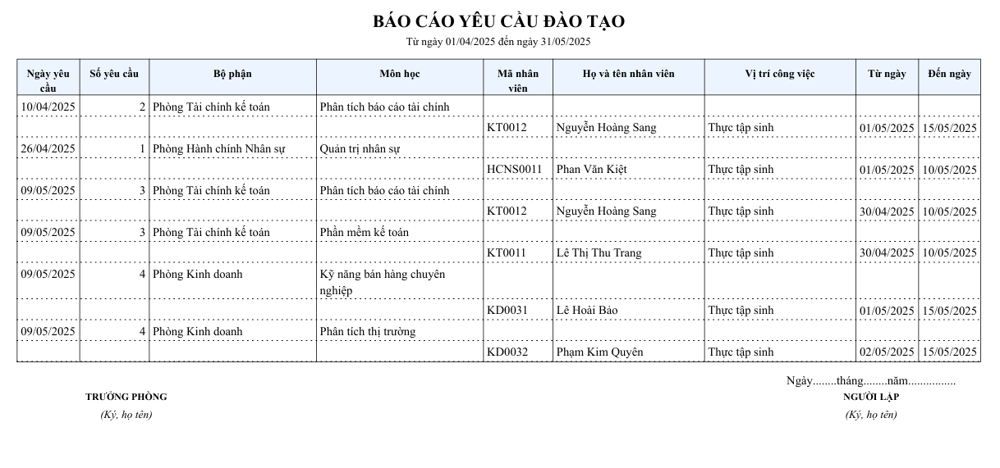 BÁO CÁO YÊU CẦU ĐÀO TẠO
Từ ngày 01/04/2025 đến ngày 31/05/2025
Ngày yêu cầu Số yêu cầu Bộ phận Môn học Mã nhân viên Họ và tên nhân viên Vị trí công việc Từ ngày Đến ngày
10/04/2025 2 Phòng Tài chính kế toán Phân tích báo cáo tài chính
KT0012 Nguyễn Hoàng Sang Thực tập sinh 01/05/2025 15/05/2025
26/04/2025 1 Phòng Hành chính Nhân sự Quản trị nhân sự
HCNS0011 Phan Văn Kiệt Thực tập sinh 01/05/2025 10/05/2025
09/05/2025 3 Phòng Tài chính kế toán Phân tích báo cáo tài chính
KT0012 Nguyễn Hoàng Sang Thực tập sinh 30/04/2025 10/05/2025
09/05/2025 3 Phòng Tài chính kế toán Phần mềm kế toán
KT0011 Lê Thị Thu Trang Thực tập sinh 30/04/2025 10/05/2025
09/05/2025 4 Phòng Kinh doanh Kỹ năng bán hàng chuyên
nghiệp
KD0031 Lê Hoài Bảo Thực tập sinh 01/05/2025 15/05/2025
09/05/2025 4 Phòng Kinh doanh Phân tích thị trường
KD0032 Phạm Kim Quyên Thực tập sinh 02/05/2025 15/05/2025
Ngày........tháng........năm................
TRƯỞNG PHÒNG NGƯỜI LẬP
(Ký, họ tên) (Ký, họ tên)